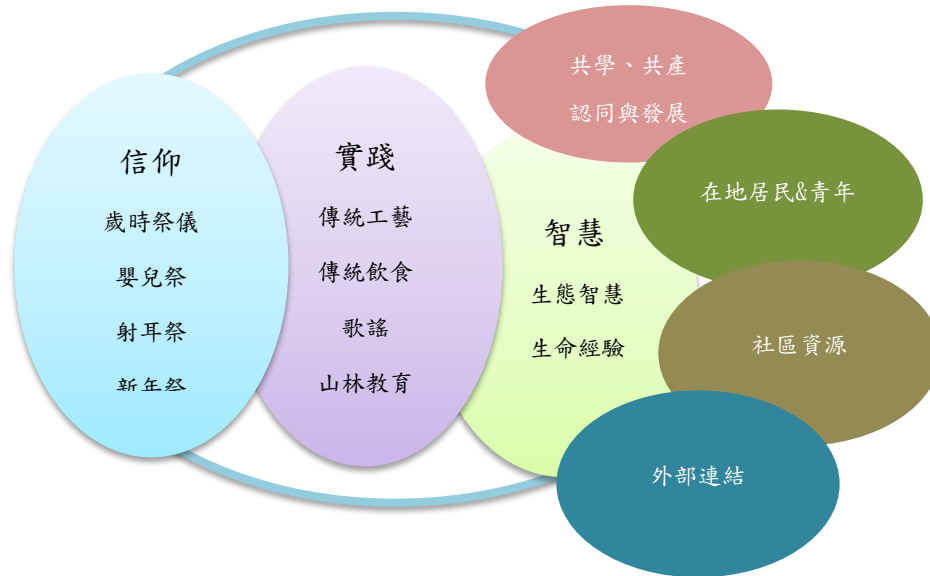 信仰
歲時祭儀
嬰兒祭
射耳祭
新年祭
實踐
傳統工藝
傳統飲食
歌謠
山林教育
智慧
生態智慧
生命經驗
共學、共產
認同與發展
在地居民&青年
社區資源
外部連結